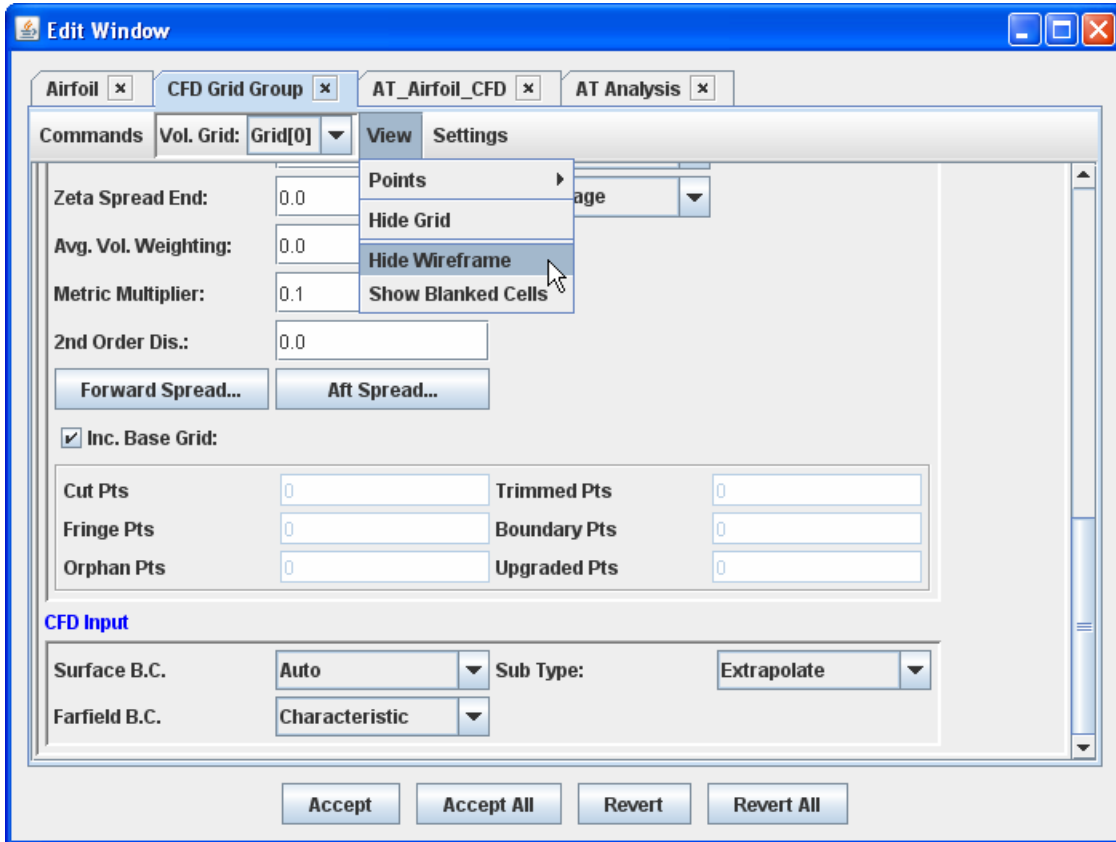 Edit Window
Airfoil CFD Grid Group AT_Airfoil_CFD AT Analysis
Commands Vol. Grid: Grid[0] View Settings
Points
Zeta Spread End: 0.0 age
Hide Grid
Avg. Vol. Weighting: 0.0
Hide Wireframe
Metric Multiplier: 0.1
Show Blanked Cells
2nd Order Dis.: 0.0
Forward Spread... Aft Spread...
Inc. Base Grid:
Cut Pts 0 Trimmed Pts 0
Fringe Pts 0 Boundary Pts 0
Orphan Pts 0 Upgraded Pts 0
CFD Input
Surface B.C. Auto Sub Type: Extrapolate
Farfield B.C. Characteristic
Accept Accept All Revert Revert All